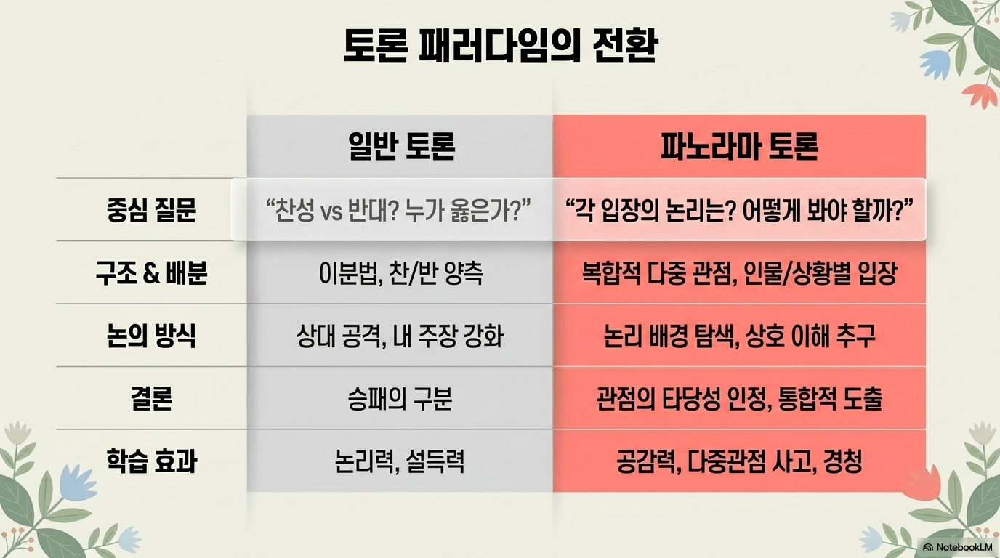 토론 패러다임의 전환
일반 토론
파노라마 토론
중심 질문
“찬성 vs 반대? 누가 옳은가?”
“각 입장의 논리는? 어떻게 봐야 할까?”
구조 & 배분
이분법, 찬/반 양측
복합적 다중 관점, 인물/상황별 입장
논의 방식
상대 공격, 내 주장 강화
논리 배경 탐색, 상호 이해 추구
결론
승패의 구분
관점의 타당성 인정, 통합적 도출
학습 효과
논리력, 설득력
공감력, 다중관점 사고, 경청
NotebookLM